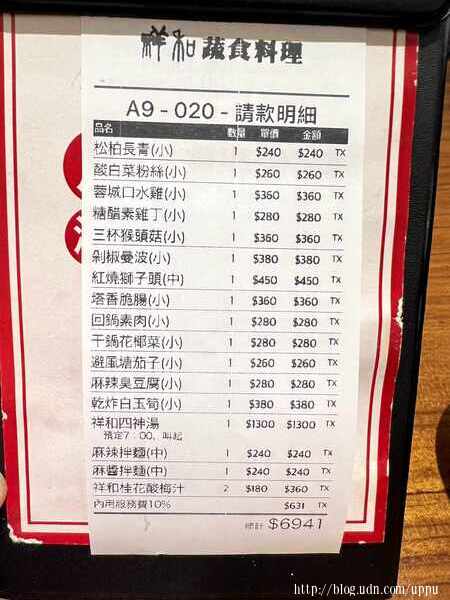 祥和蔬食料理
A9 - 020 - 請款明細
品名 數量 單價 金額
松柏長青(小) 1 $240 $240 TX
酸白菜粉絲(小) 1 $260 $260 TX
蓉城口水雞(小) 1 $360 $360 TX
糖醋素雞丁(小) 1 $280 $280 TX
三杯猴頭菇(小) 1 $360 $360 TX
剁椒曼波(小) 1 $380 $380 TX
紅燒獅子頭(中) 1 $450 $450 TX
塔香脆腸(小) 1 $360 $360 TX
回鍋素肉(小) 1 $280 $280 TX
干鍋花椰菜(小) 1 $280 $280 TX
避風塘茄子(小) 1 $260 $260 TX
麻辣臭豆腐(小) 1 $280 $280 TX
乾炸白玉筍(小) 1 $380 $380 TX
祥和四神湯 1 $1300 $1300 TX
預定7：00, 叫起
麻辣拌麵(中) 1 $240 $240 TX
麻醬拌麵(中) 1 $240 $240 TX
祥和桂花酸梅汁 2 $180 $360 TX
內用服務費10% $631 TX
總計 $6941
http://blog.udn.com/uppu